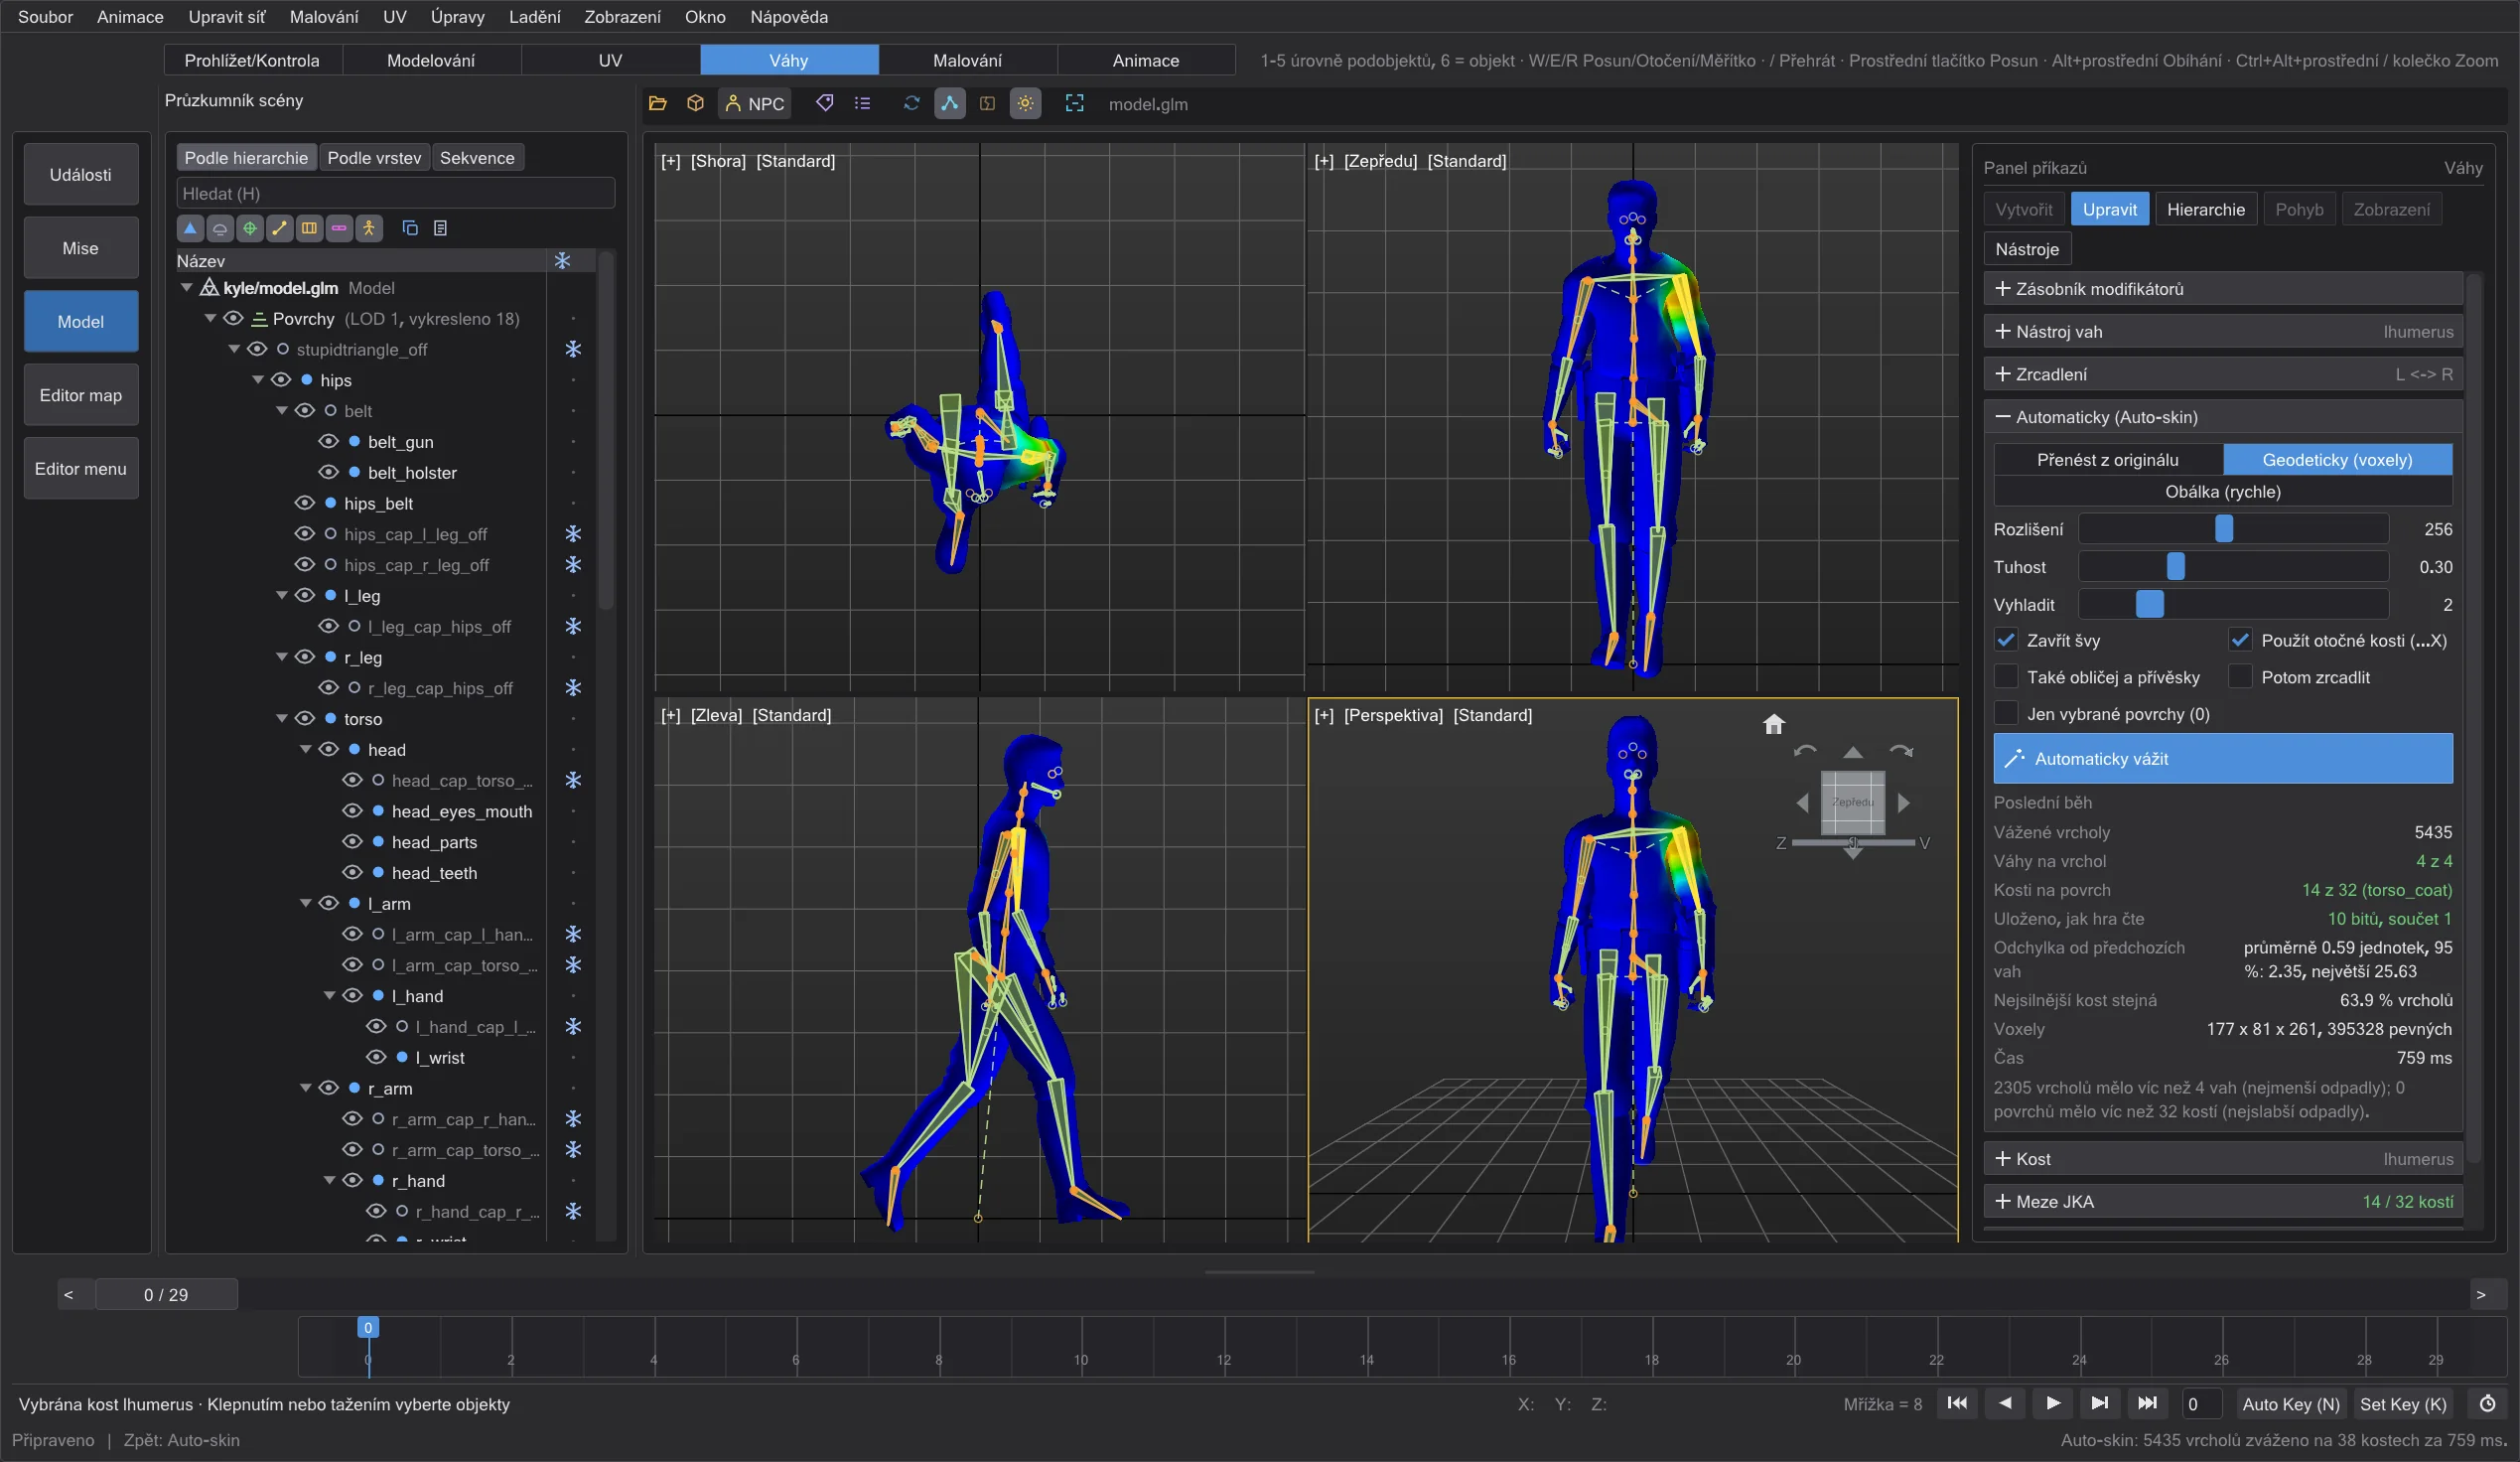 Soubor Animace Upravit síť Malování UV Úpravy Ladění Zobrazení Okno Nápověda
Prohlížet/Kontrola Modelování UV Váhy Malování Animace 1-5 úrovně podobjektů, 6 = objekt · W/E/R Posun/Otočení/Měřítko · / Přehrát · Prostřední tlačítko Posun · Alt+prostřední Obíhání · Ctrl+Alt+prostřední / kolečko Zoom
Průzkumník scény
NPC model.glm
Události
Mise
Model
Editor map
Editor menu
Podle hierarchie Podle vrstev Sekvence
Hledat (H)
Název
kyle/model.glm Model
Povrchy (LOD 1, vykresleno 18)
stupidtriangle_off
hips
belt
belt_gun
belt_holster
hips_belt
hips_cap_l_leg_off
hips_cap_r_leg_off
l_leg
l_leg_cap_hips_off
r_leg
r_leg_cap_hips_off
torso
head
head_cap_torso_...
head_eyes_mouth
head_parts
head_teeth
l_arm
l_arm_cap_l_han...
l_arm_cap_torso_...
l_hand
l_hand_cap_l_...
l_wrist
r_arm
r_arm_cap_r_han...
r_arm_cap_torso_...
r_hand
r_hand_cap_r_...
r_wrist
[+] [Shora] [Standard]
[+] [Zepředu] [Standard]
[+] [Zleva] [Standard]
[+] [Perspektiva] [Standard]
Zepředu
Z V
Panel příkazů Váhy
Vytvořit Upravit Hierarchie Pohyb Zobrazení
Nástroje
Zásobník modifikátorů
Nástroj vah lhumerus
Zrcadlení L <-> R
Automaticky (Auto-skin)
Přenést z originálu Geodeticky (voxely)
Obálka (rychle)
Rozlišení 256
Tuhost 0.30
Vyhladit 2
Zavřít švy Použít otočné kosti (...X)
Také obličej a přívěsky Potom zrcadlit
Jen vybrané povrchy (0)
Automaticky vážit
Poslední běh
Vážené vrcholy 5435
Váhy na vrchol 4 z 4
Kosti na povrch 14 z 32 (torso_coat)
Uloženo, jak hra čte 10 bitů, součet 1
Odchylka od předchozích vah průměrně 0.59 jednotek, 95
%: 2.35, největší 25.63
Nejsilnější kost stejná 63.9 % vrcholů
Voxely 177 x 81 x 261, 395328 pevných
Čas 759 ms
2305 vrcholů mělo víc než 4 vah (nejmenší odpadly); 0
povrchů mělo víc než 32 kostí (nejslabší odpadly).
Kost lhumerus
Meze JKA 14 / 32 kostí
< 0 / 29 >
0
0 2 4 6 8 10 12 14 16 18 20 22 24 26 28 29
Vybrána kost lhumerus · Klepnutím nebo tažením vyberte objekty X: Y: Z: Mřížka = 8 0 Auto Key (N) Set Key (K)
Připraveno | Zpět: Auto-skin Auto-skin: 5435 vrcholů zváženo na 38 kostech za 759 ms.